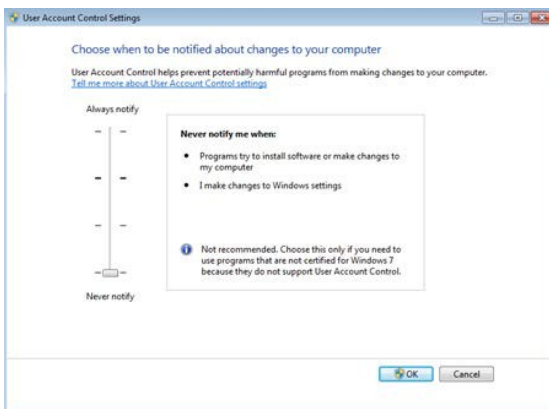 User Account Control Settings
Choose when to be notified about changes to your computer
User Account Control helps prevent potentially harmful programs from making changes to your computer.
Tell me more about User Account Control settings
Always notify
Never notify me when:
Programs try to install software or make changes to
my computer
I make changes to Windows settings
Not recommended. Choose this only if you need to
use programs that are not certified for Windows 7
because they do not support User Account Control.
Never notify
OK
Cancel